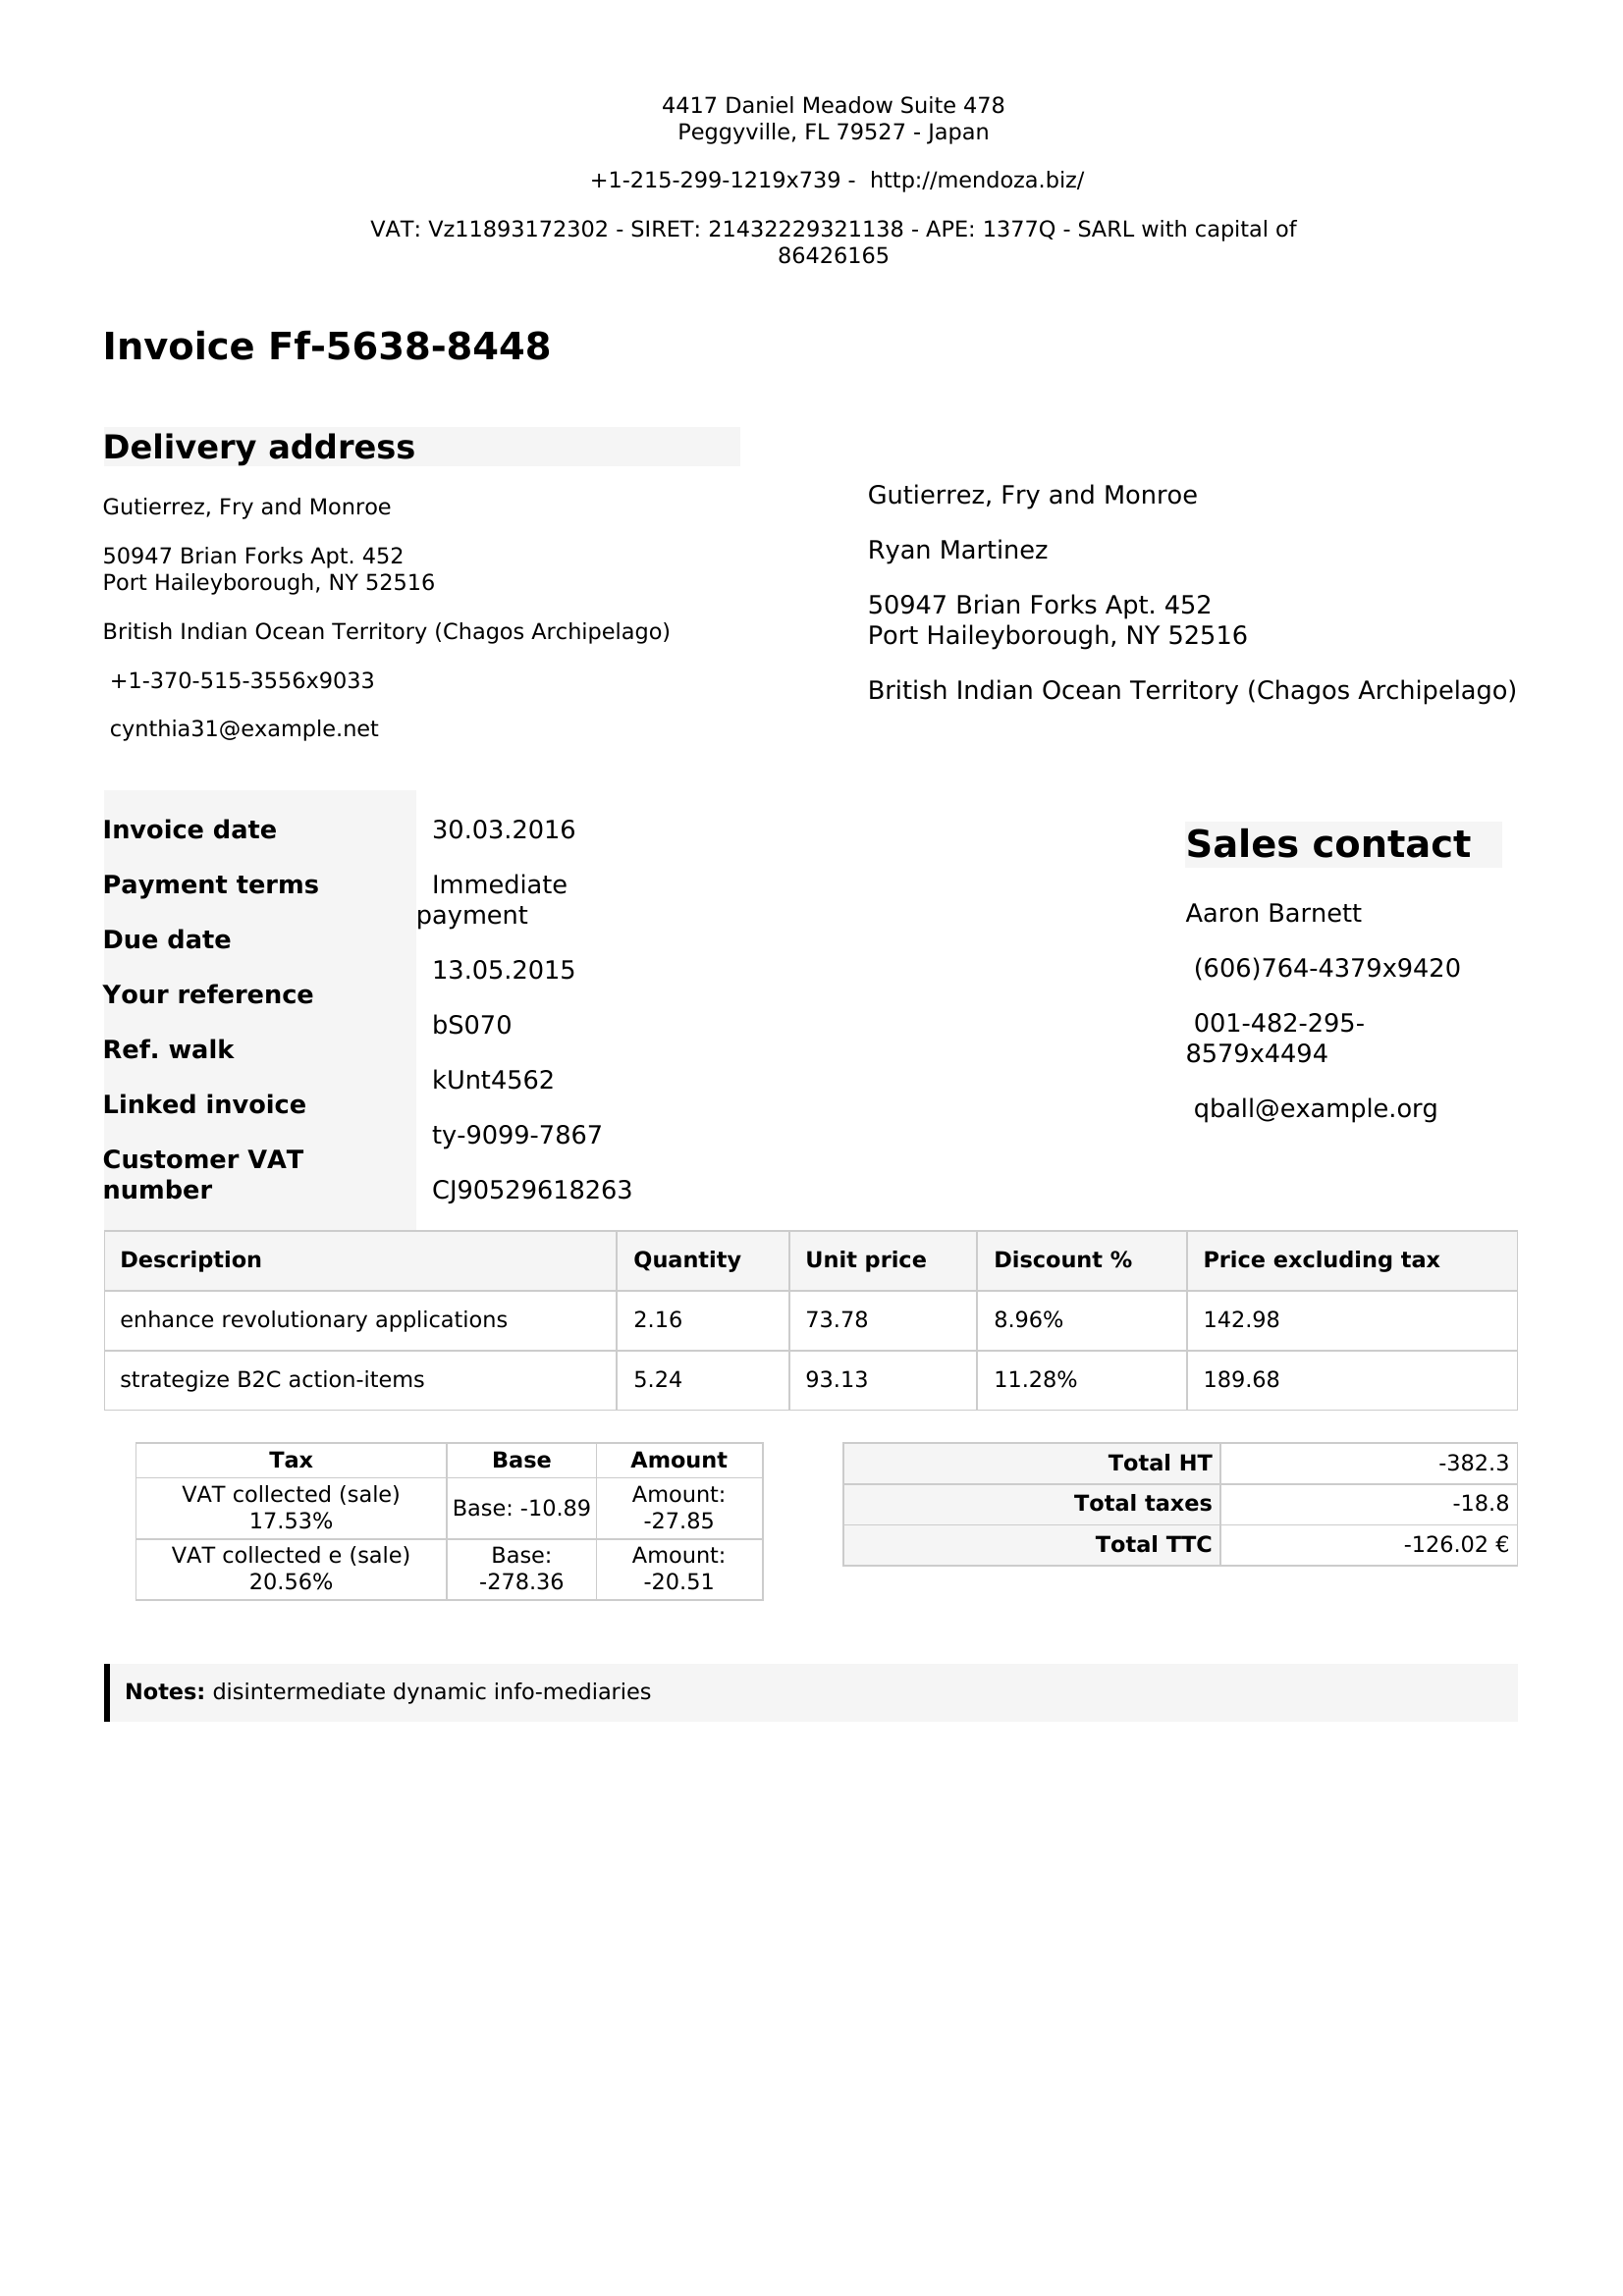 4417 Daniel Meadow Suite 478
Peggyville, FL 79527 - Japan
+1-215-299-1219x739 - http://mendoza.biz/
VAT: Vz11893172302 - SIRET: 21432229321138 - APE: 1377Q - SARL with capital of
86426165
Invoice Ff-5638-8448
Delivery address
Gutierrez, Fry and Monroe
50947 Brian Forks Apt. 452
Port Haileyborough, NY 52516
British Indian Ocean Territory (Chagos Archipelago)
+1-370-515-3556x9033
cynthia31@example.net
Gutierrez, Fry and Monroe
Ryan Martinez
50947 Brian Forks Apt. 452
Port Haileyborough, NY 52516
British Indian Ocean Territory (Chagos Archipelago)
Invoice date
Payment terms
Due date
Your reference
Ref. walk
Linked invoice
Customer VAT
number
30.03.2016
Immediate
payment
13.05.2015
bS070
kUnt4562
ty-9099-7867
CJ90529618263
Sales contact
Aaron Barnett
(606)764-4379x9420
001-482-295-
8579x4494
qball@example.org
Description Quantity Unit price Discount % Price excluding tax
enhance revolutionary applications 2.16 73.78 8.96% 142.98
strategize B2C action-items 5.24 93.13 11.28% 189.68
Tax Base Amount
VAT collected (sale)
17.53%
Base: -10.89
Amount:
-27.85
VAT collected e (sale)
20.56%
Base:
-278.36
Amount:
-20.51
Total HT -382.3
Total taxes -18.8
Total TTC -126.02 €
Notes: disintermediate dynamic info-mediaries